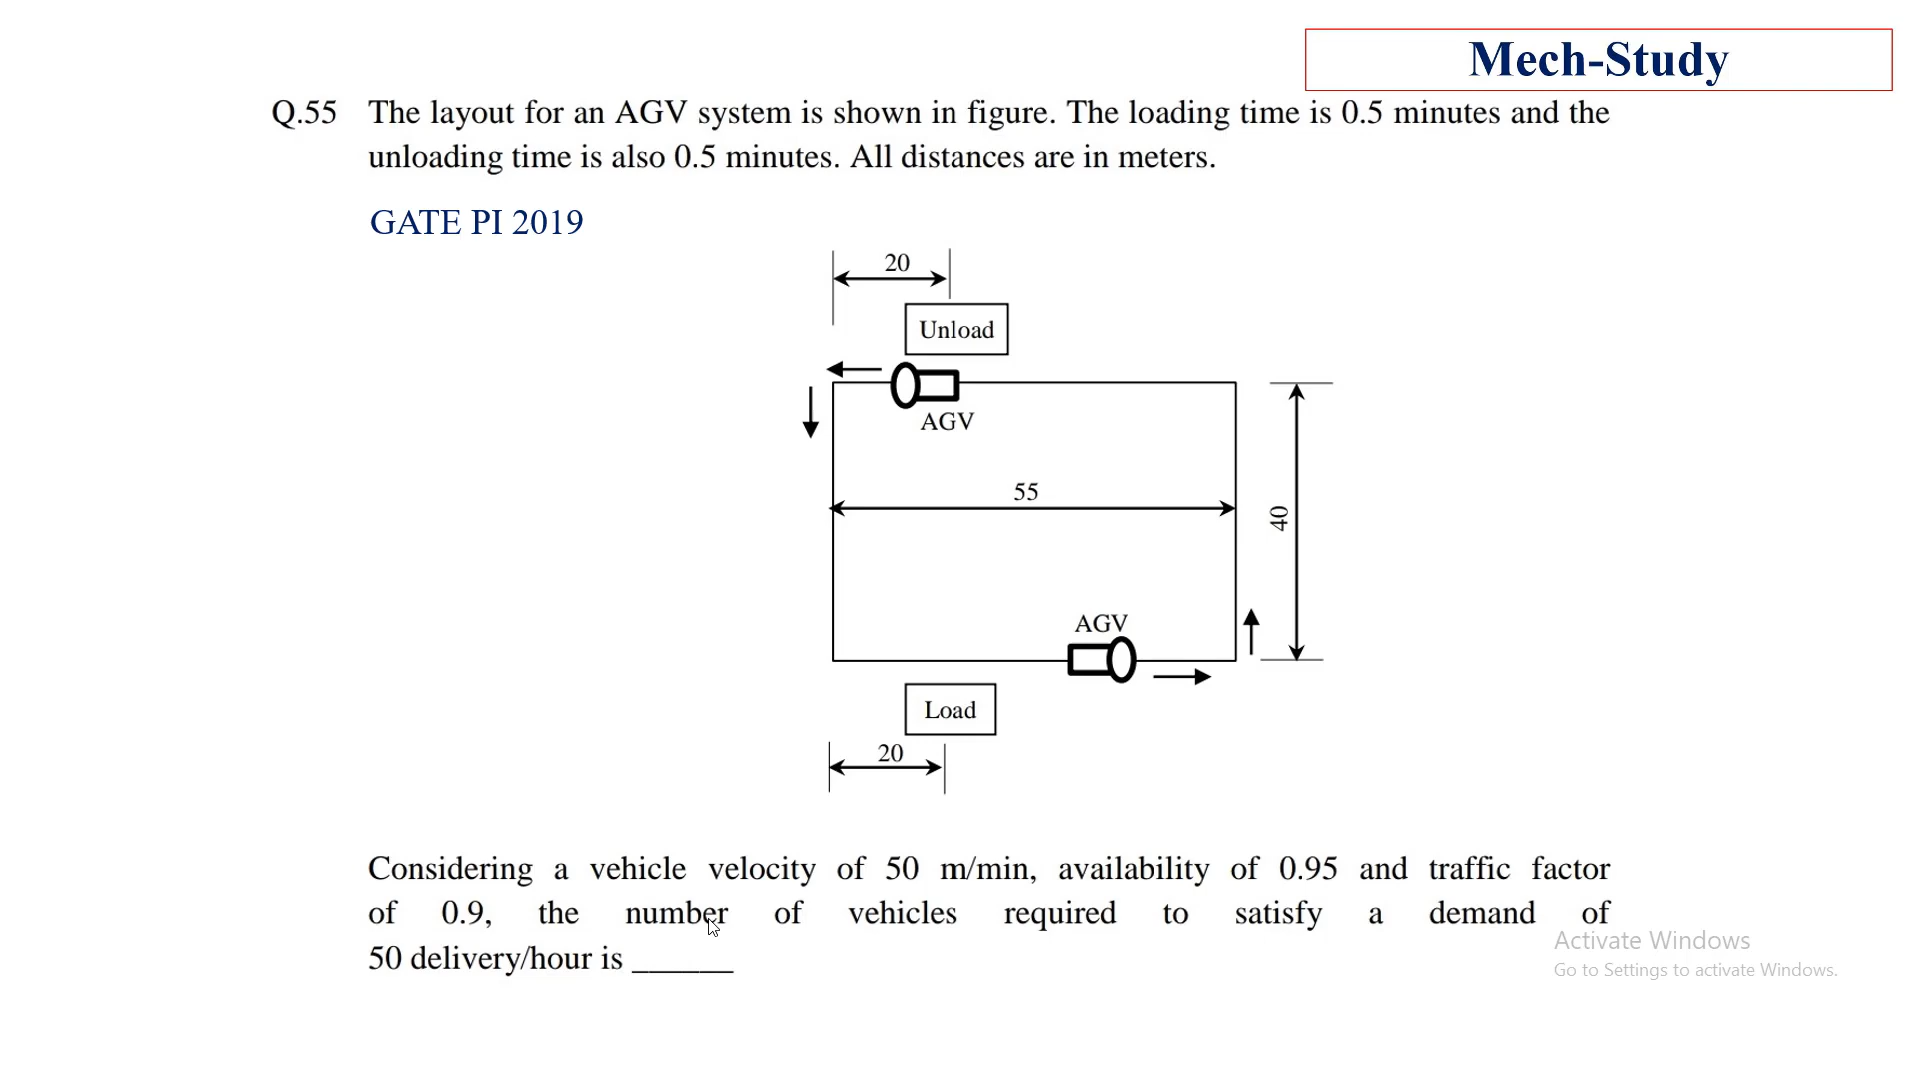 Mech-Study
Q.55 The layout for an AGV system is shown in figure. The loading time is 0.5 minutes and the
unloading time is also 0.5 minutes. All distances are in meters.
GATE PI 2019
20
Unload
AGV
55
40
AGV
Load
20
Considering a vehicle velocity of 50 m/min, availability of 0.95 and traffic factor
of 0.9, the number of vehicles required to satisfy a demand of
50 delivery/hour is ______
Activate Windows
Go to Settings to activate Windows.